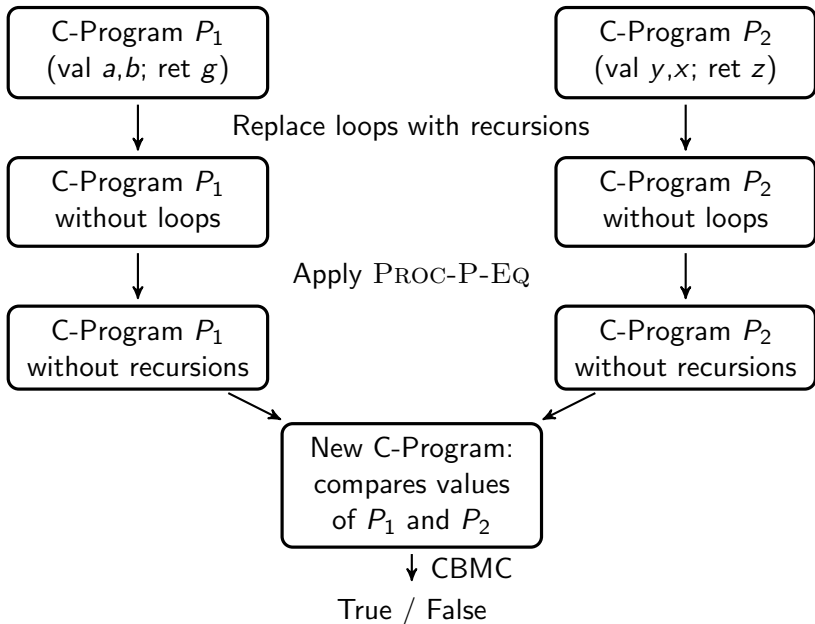 C-Program P₁
(val a,b; ret g)
C-Program P₂
(val y,x; ret z)
Replace loops with recursions
C-Program P₁
without loops
C-Program P₂
without loops
Apply PROC-P-EQ
C-Program P₁
without recursions
C-Program P₂
without recursions
New C-Program:
compares values
of P₁ and P₂
CBMC
True / False